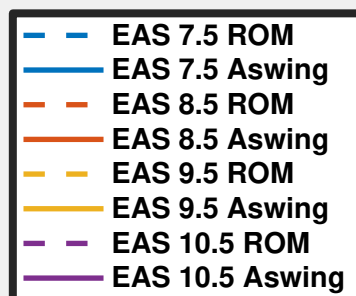 EAS 7.5 ROM
EAS 7.5 Aswing
EAS 8.5 ROM
EAS 8.5 Aswing
EAS 9.5 ROM
EAS 9.5 Aswing
EAS 10.5 ROM
EAS 10.5 Aswing